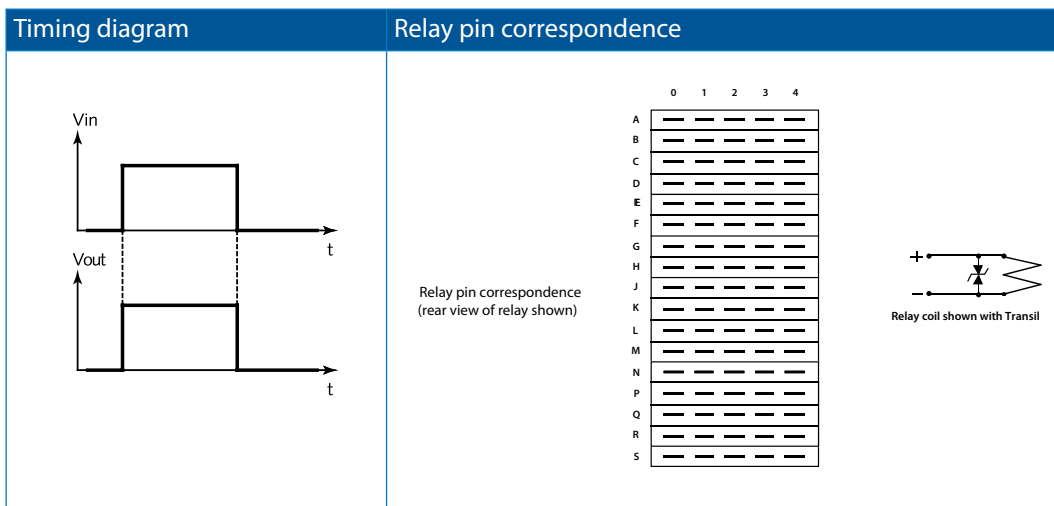 Timing diagram
Relay pin correspondence
Vin
t
Vout
t
Relay pin correspondence
(rear view of relay shown)
0 1 2 3 4
A
B
C
D
E
F
G
H
J
K
L
M
N
P
Q
R
S
+
−
Relay coil shown with Transil